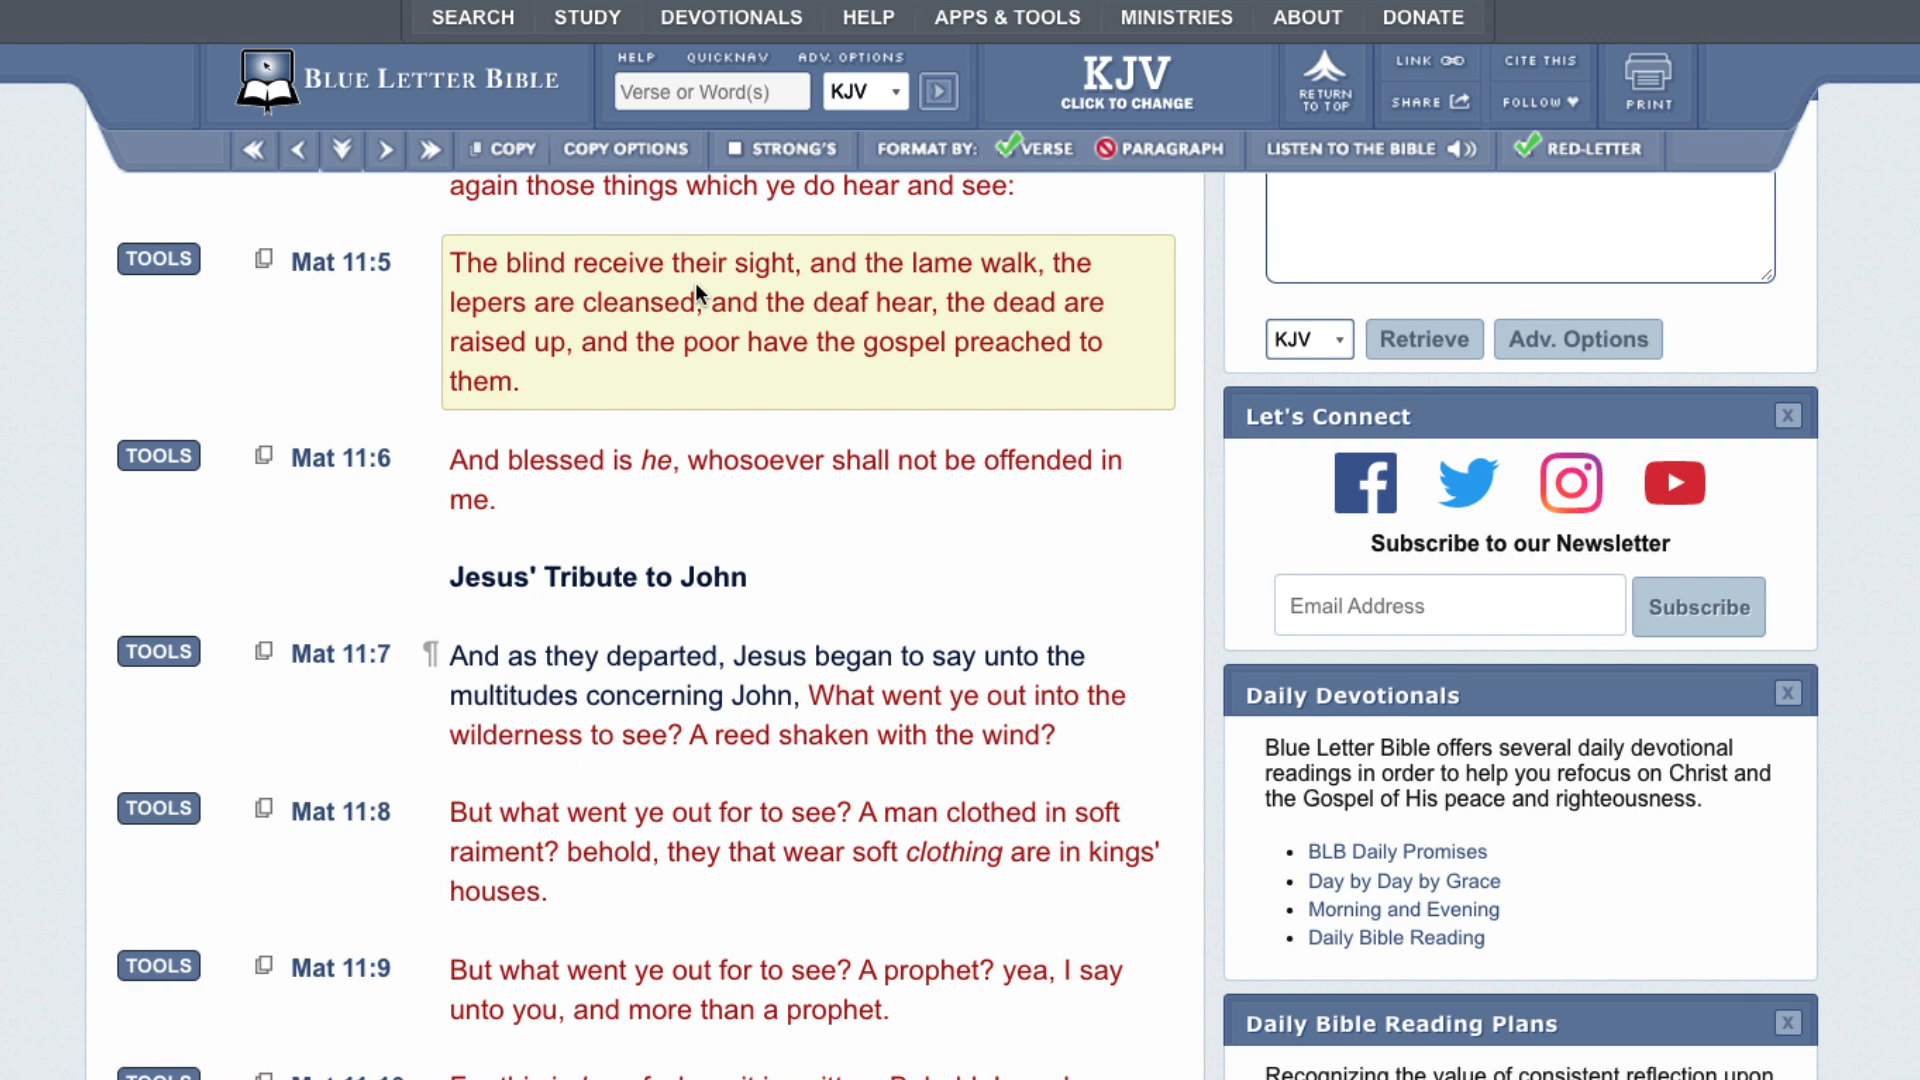 SEARCH STUDY DEVOTIONALS HELP APPS & TOOLS MINISTRIES ABOUT DONATE
BLUE LETTER BIBLE
HELP QUICKNAV ADV. OPTIONS
Verse or Word(s) KJV
KJV
CLICK TO CHANGE
RETURN
TO TOP
LINK
SHARE
CITE THIS
FOLLOW
PRINT
COPY COPY OPTIONS STRONG'S FORMAT BY: VERSE PARAGRAPH LISTEN TO THE BIBLE RED-LETTER
again those things which ye do hear and see:
TOOLS Mat 11:5 The blind receive their sight, and the lame walk, the
lepers are cleansed, and the deaf hear, the dead are
raised up, and the poor have the gospel preached to
them.
TOOLS Mat 11:6 And blessed is he, whosoever shall not be offended in
me.
Jesus' Tribute to John
TOOLS Mat 11:7 ¶ And as they departed, Jesus began to say unto the
multitudes concerning John, What went ye out into the
wilderness to see? A reed shaken with the wind?
TOOLS Mat 11:8 But what went ye out for to see? A man clothed in soft
raiment? behold, they that wear soft clothing are in kings'
houses.
TOOLS Mat 11:9 But what went ye out for to see? A prophet? yea, I say
unto you, and more than a prophet.
TOOLS
KJV Retrieve Adv. Options
Let's Connect X
Subscribe to our Newsletter
Email Address Subscribe
Daily Devotionals X
Blue Letter Bible offers several daily devotional
readings in order to help you refocus on Christ and
the Gospel of His peace and righteousness.
• BLB Daily Promises
• Day by Day by Grace
• Morning and Evening
• Daily Bible Reading
Daily Bible Reading Plans X
Recognizing the value of consistent reflection upon